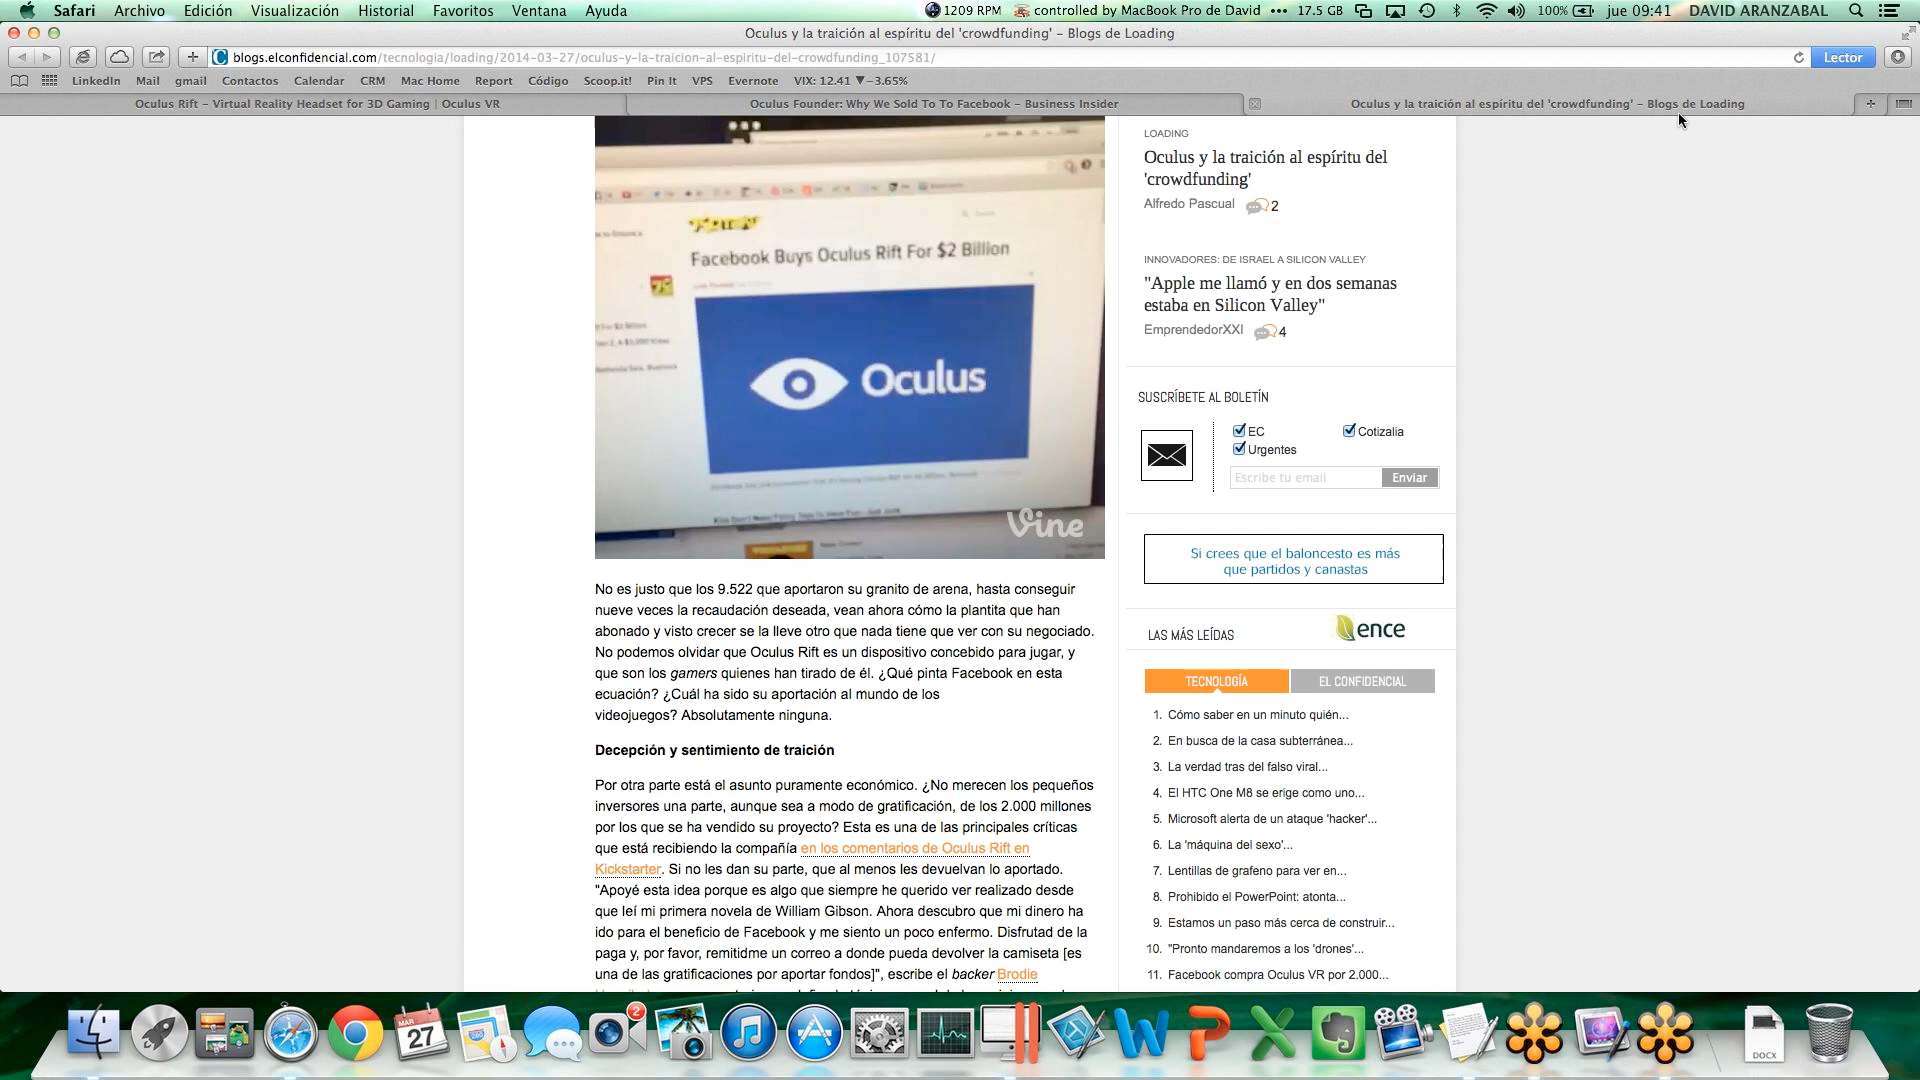 Safari Archivo Edición Visualización Historial Favoritos Ventana Ayuda 1209 RPM controlled by MacBook Pro de David 17.5 GB 100% jue 09:41 DAVID ARANZABAL
Oculus y la traición al espíritu del 'crowdfunding' – Blogs de Loading
blogs.elconfidencial.com/tecnologia/loading/2014-03-27/oculus-y-la-traicion-al-espiritu-del-crowdfunding_107581/ Lector
LinkedIn Mail gmail Contactos Calendar CRM Mac Home Report Código Scoop.it! Pin It VPS Evernote VIX: 12.41 ▼−3.65%
Oculus Rift – Virtual Reality Headset for 3D Gaming | Oculus VR
Oculus Founder: Why We Sold To To Facebook – Business Insider
Oculus y la traición al espíritu del 'crowdfunding' – Blogs de Loading
Facebook Buys Oculus Rift For $2 Billion
Oculus
Vine
No es justo que los 9.522 que aportaron su granito de arena, hasta conseguir
nueve veces la recaudación deseada, vean ahora cómo la plantita que han
abonado y visto crecer se la lleve otro que nada tiene que ver con su negociado.
No podemos olvidar que Oculus Rift es un dispositivo concebido para jugar, y
que son los gamers quienes han tirado de él. ¿Qué pinta Facebook en esta
ecuación? ¿Cuál ha sido su aportación al mundo de los
videojuegos? Absolutamente ninguna.
Decepción y sentimiento de traición
Por otra parte está el asunto puramente económico. ¿No merecen los pequeños
inversores una parte, aunque sea a modo de gratificación, de los 2.000 millones
por los que se ha vendido su proyecto? Esta es una de las principales críticas
que está recibiendo la compañía en los comentarios de Oculus Rift en
Kickstarter. Si no les dan su parte, que al menos les devuelvan lo aportado.
"Apoyé esta idea porque es algo que siempre he querido ver realizado desde
que leí mi primera novela de William Gibson. Ahora descubro que mi dinero ha
ido para el beneficio de Facebook y me siento un poco enfermo. Disfrutad de la
paga y, por favor, remitidme un correo a donde pueda devolver la camiseta [es
una de las gratificaciones por aportar fondos]", escribe el backer Brodie
LOADING
Oculus y la traición al espíritu del
'crowdfunding'
Alfredo Pascual 2
INNOVADORES: DE ISRAEL A SILICON VALLEY
"Apple me llamó y en dos semanas
estaba en Silicon Valley"
EmprendedorXXI 4
SUSCRÍBETE AL BOLETÍN
EC Cotizalia
Urgentes
Escribe tu email Enviar
Si crees que el baloncesto es más
que partidos y canastas
LAS MÁS LEÍDAS ence
TECNOLOGÍA EL CONFIDENCIAL
1. Cómo saber en un minuto quién...
2. En busca de la casa subterránea...
3. La verdad tras del falso viral...
4. El HTC One M8 se erige como uno...
5. Microsoft alerta de un ataque 'hacker'...
6. La 'máquina del sexo'...
7. Lentillas de grafeno para ver en...
8. Prohibido el PowerPoint: atonta...
9. Estamos un paso más cerca de construir...
10. "Pronto mandaremos a los 'drones'...
11. Facebook compra Oculus VR por 2.000...
MAR
27
2
DOCX